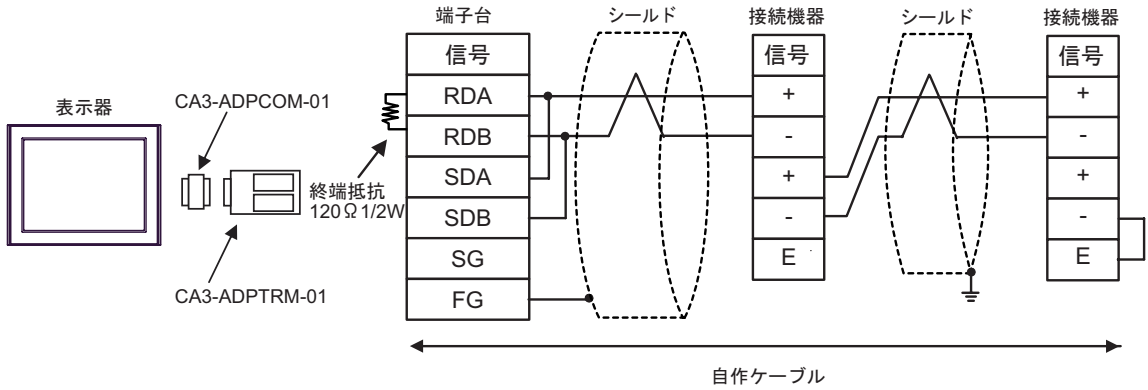 表示器
CA3-ADPCOM-01
CA3-ADPTRM-01
終端抵抗
120Ω1/2W
端子台
信号
RDA
RDB
SDA
SDB
SG
FG
シールド
接続機器
信号
+
-
+
-
E
シールド
接続機器
信号
+
-
+
-
E
自作ケーブル